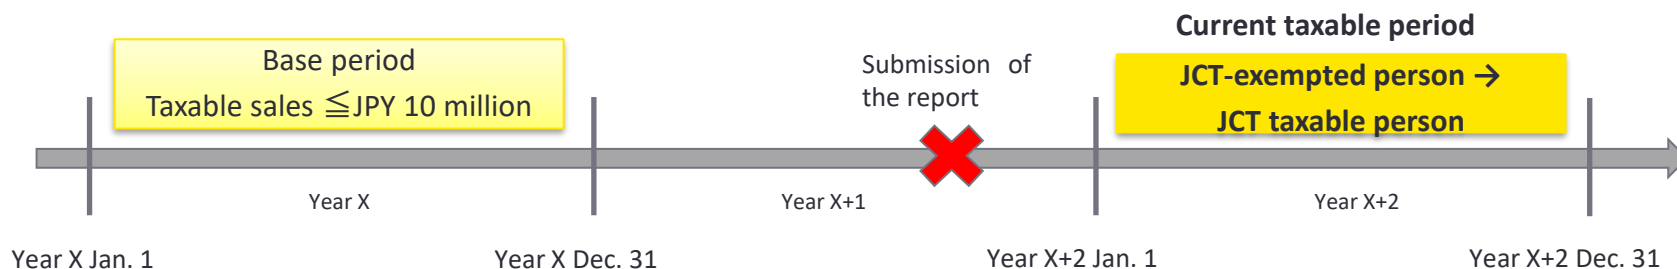 Current taxable period
Base period
Taxable sales ≦JPY 10 million
Submission of
the report
JCT-exempted person →
JCT taxable person
Year X
Year X+1
Year X+2
Year X Jan. 1
Year X Dec. 31
Year X+2 Jan. 1
Year X+2 Dec. 31